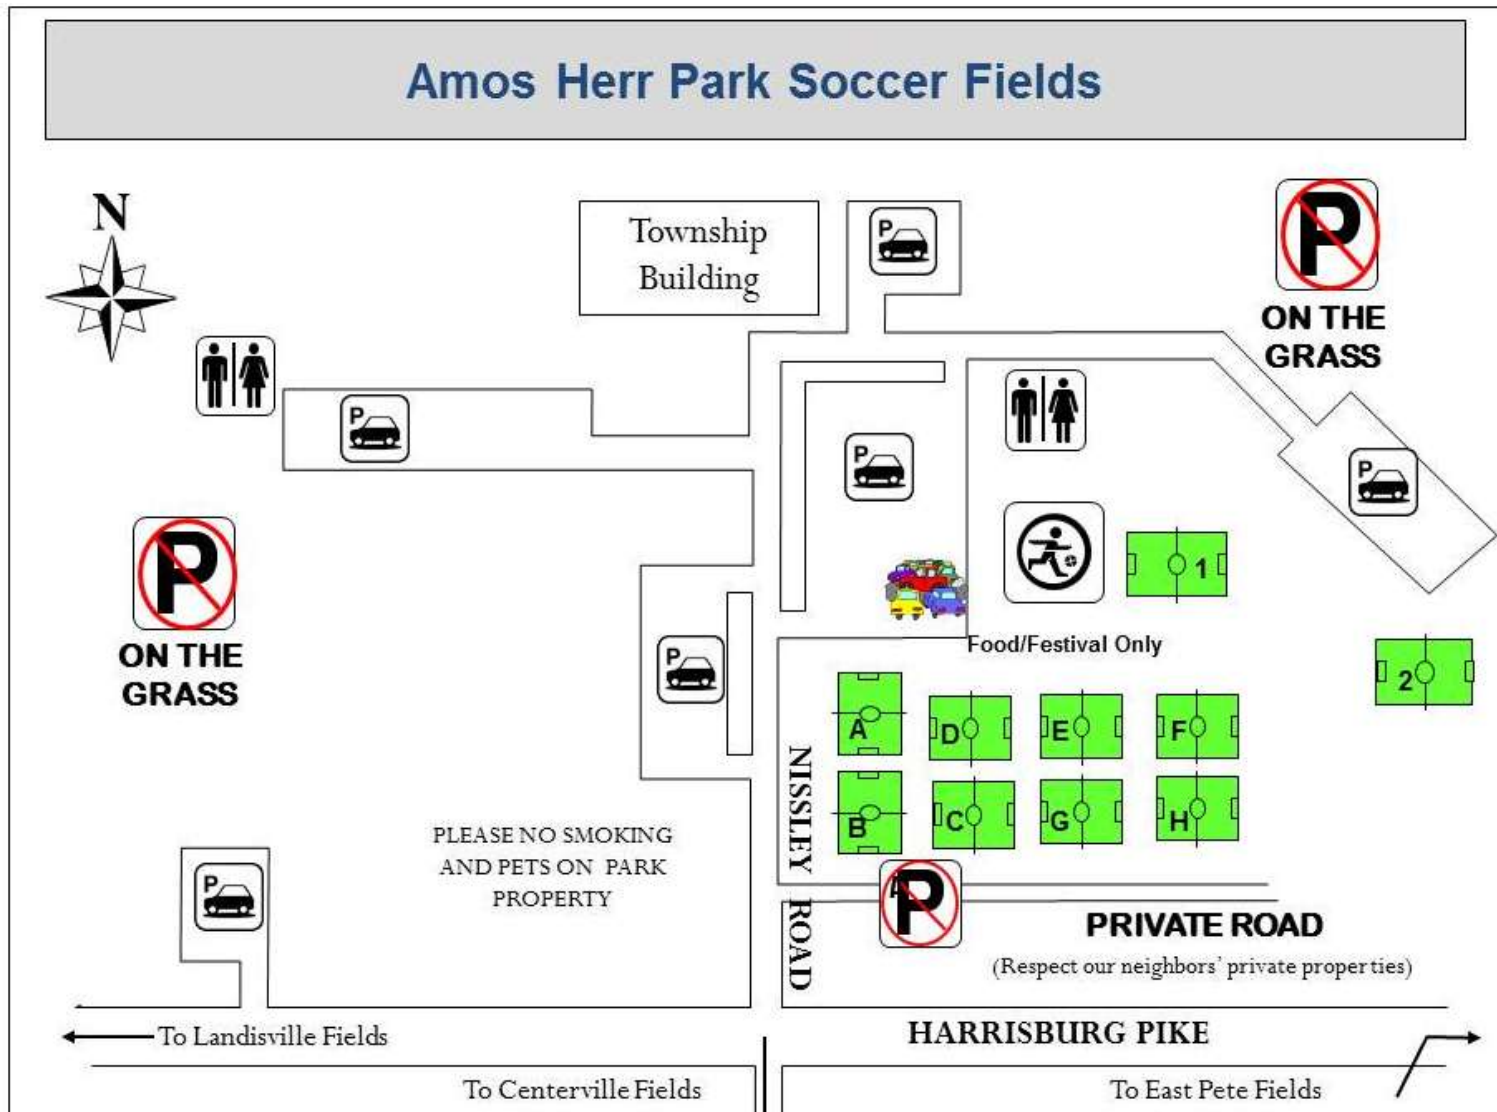 Amos Herr Park Soccer Fields
N
Township
Building
P
P
ON THE
GRASS
P
P
P
P
ON THE
GRASS
1
Food/Festival Only
P
2
A
D
E
F
NISSLEY ROAD
B
C
G
H
PLEASE NO SMOKING
AND PETS ON PARK
PROPERTY
P
P
PRIVATE ROAD
(Respect our neighbors' private properties)
To Landisville Fields
HARRISBURG PIKE
To Centerville Fields
To East Pete Fields